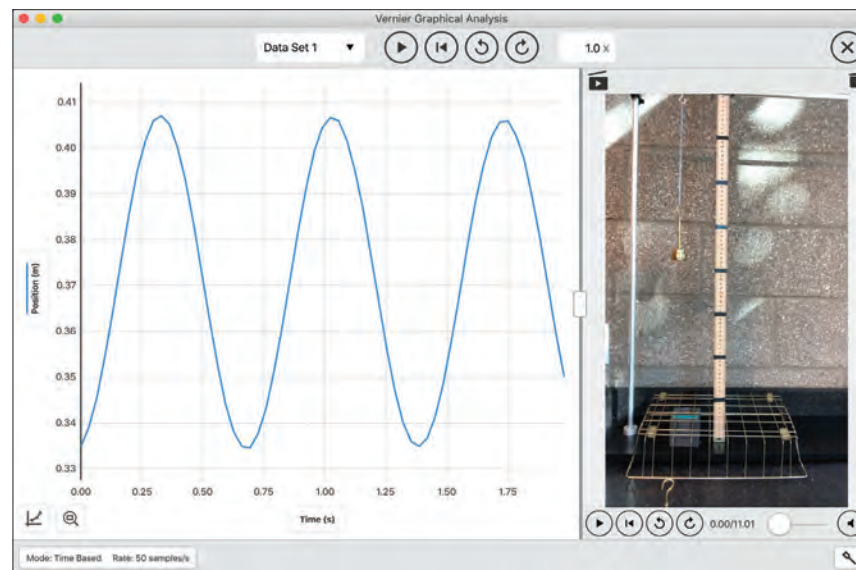 Vernier Graphical Analysis
Data Set 1
1.0 x
0.41
0.40
0.39
0.38
0.37
0.36
0.35
0.34
0.33
Position (m)
0.00 0.25 0.50 0.75 1.00 1.25 1.50 1.75
Time (s)
0.00/11.01
Mode: Time Based Rate: 50 samples/s